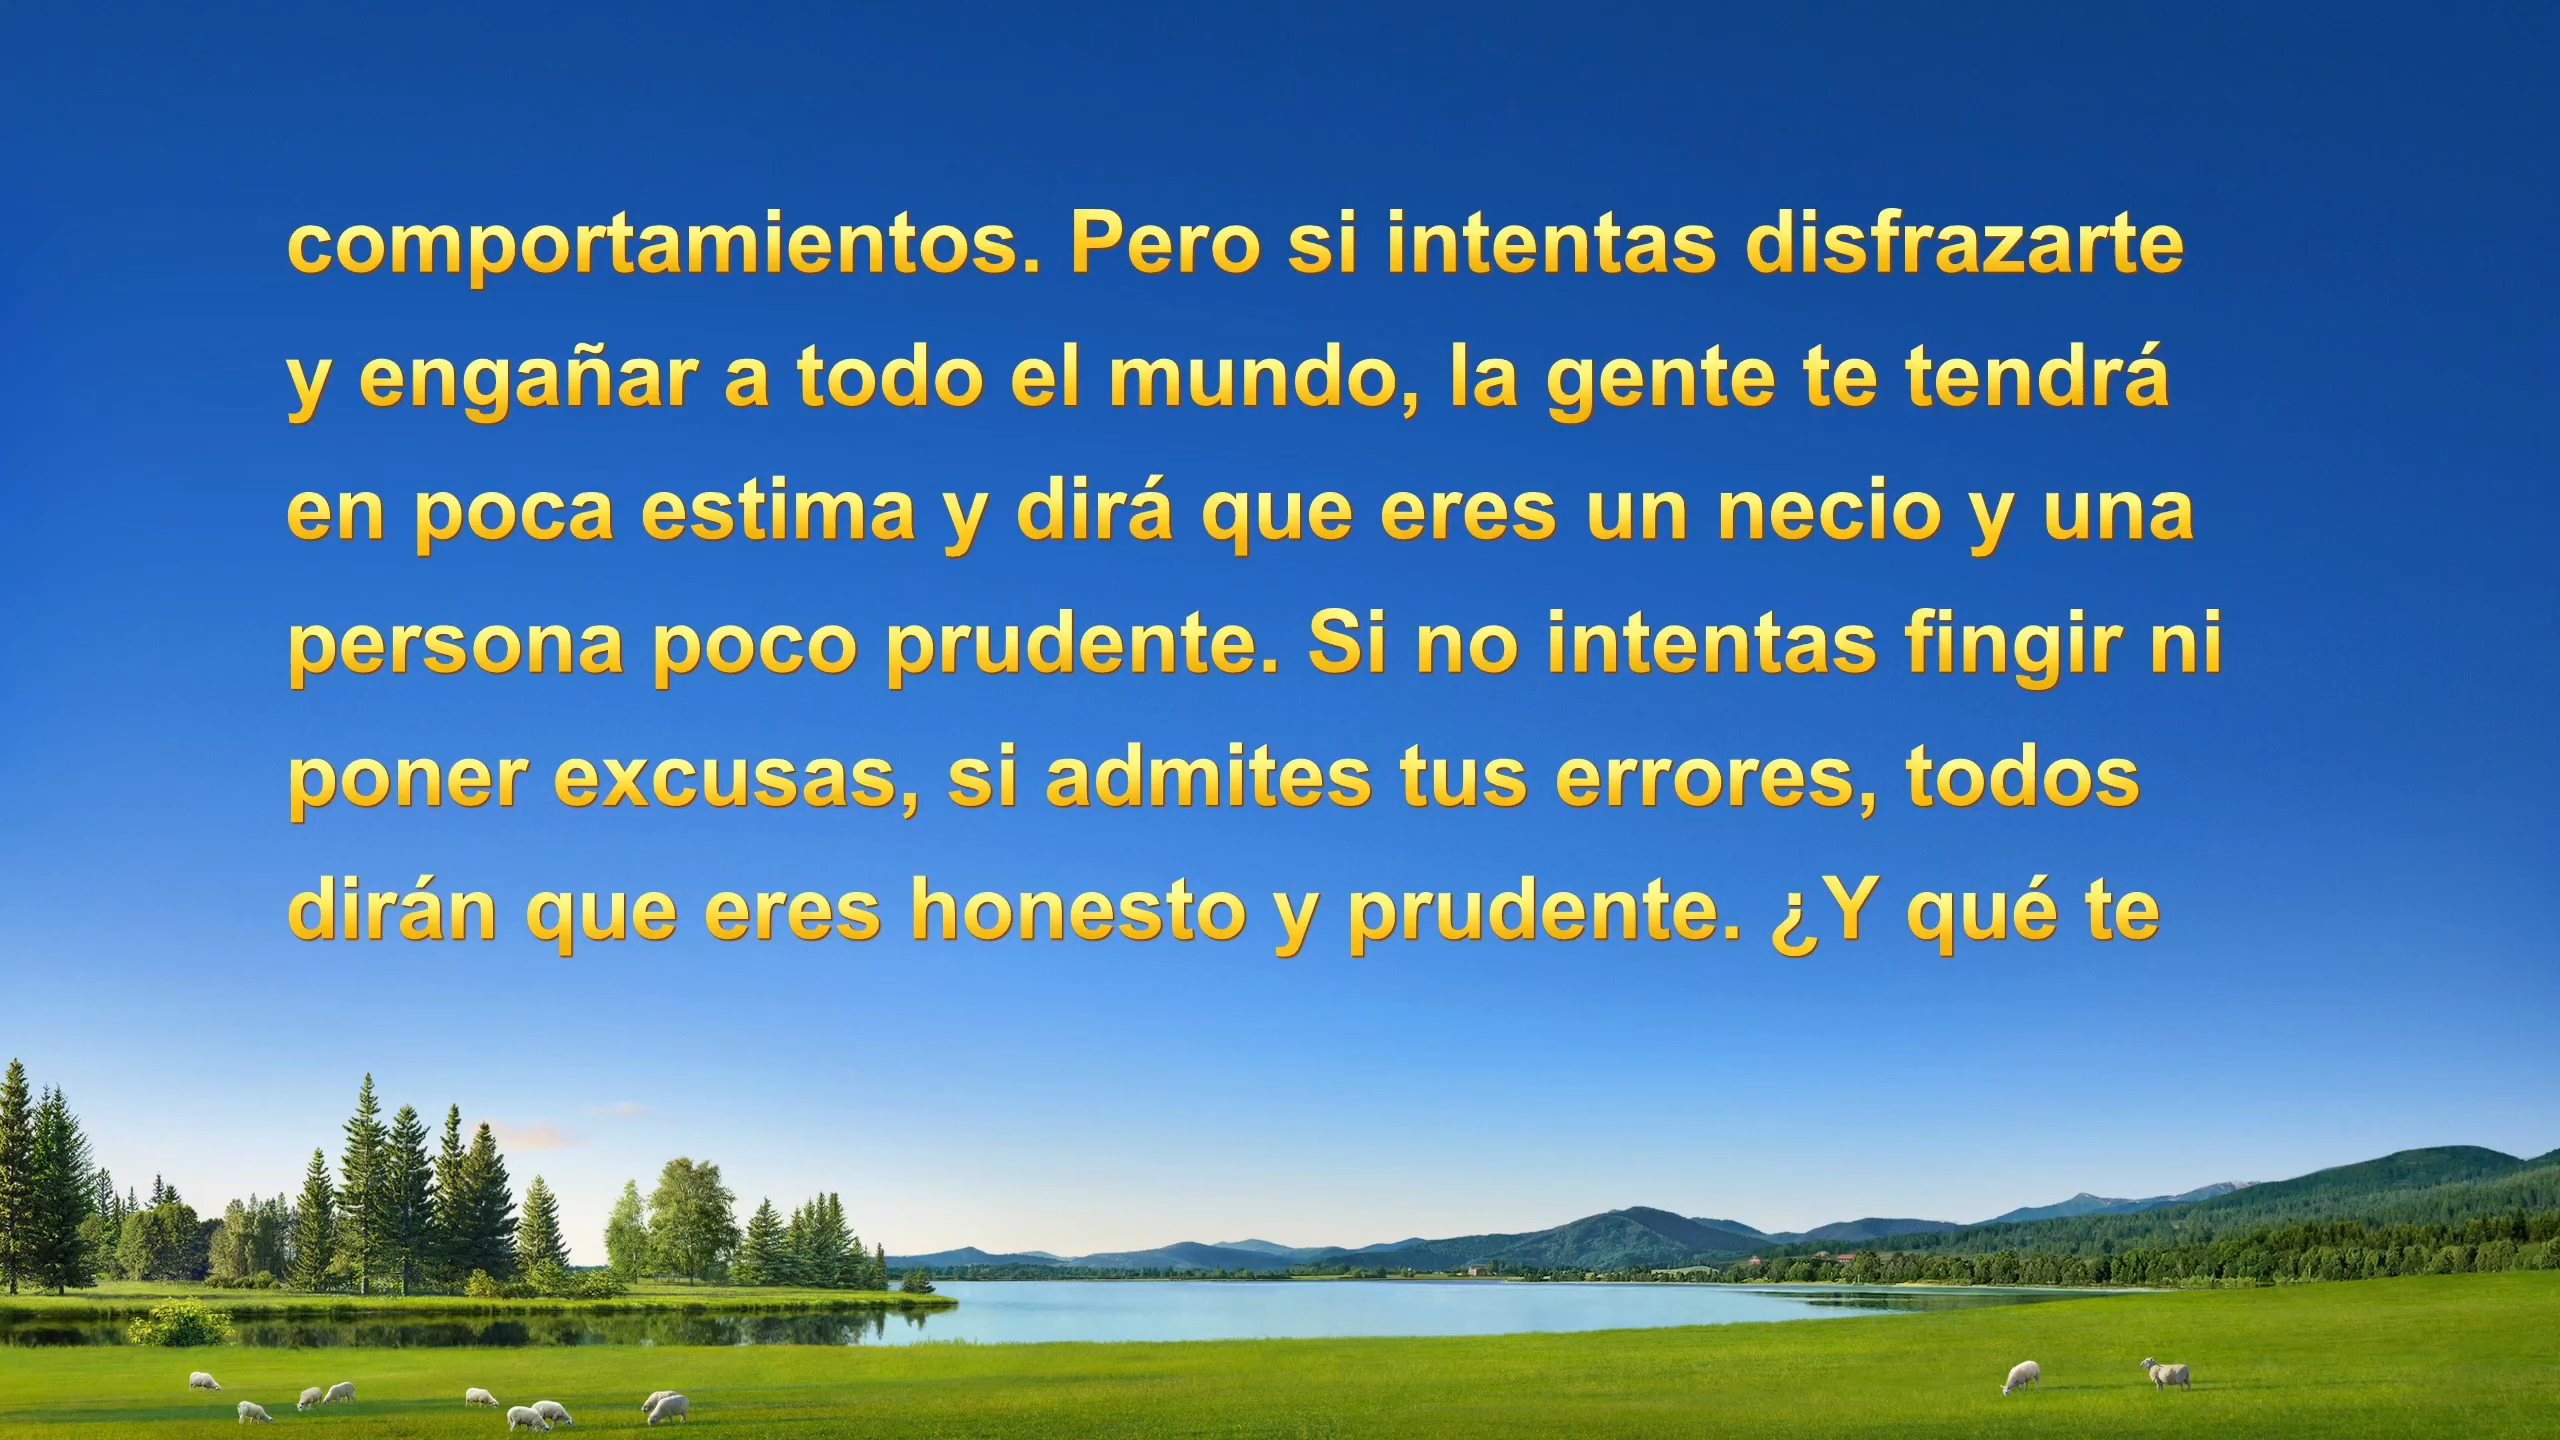 comportamientos. Pero si intentas disfrazarte
y engañar a todo el mundo, la gente te tendrá
en poca estima y dirá que eres un necio y una
persona poco prudente. Si no intentas fingir ni
poner excusas, si admites tus errores, todos
dirán que eres honesto y prudente. ¿Y qué te